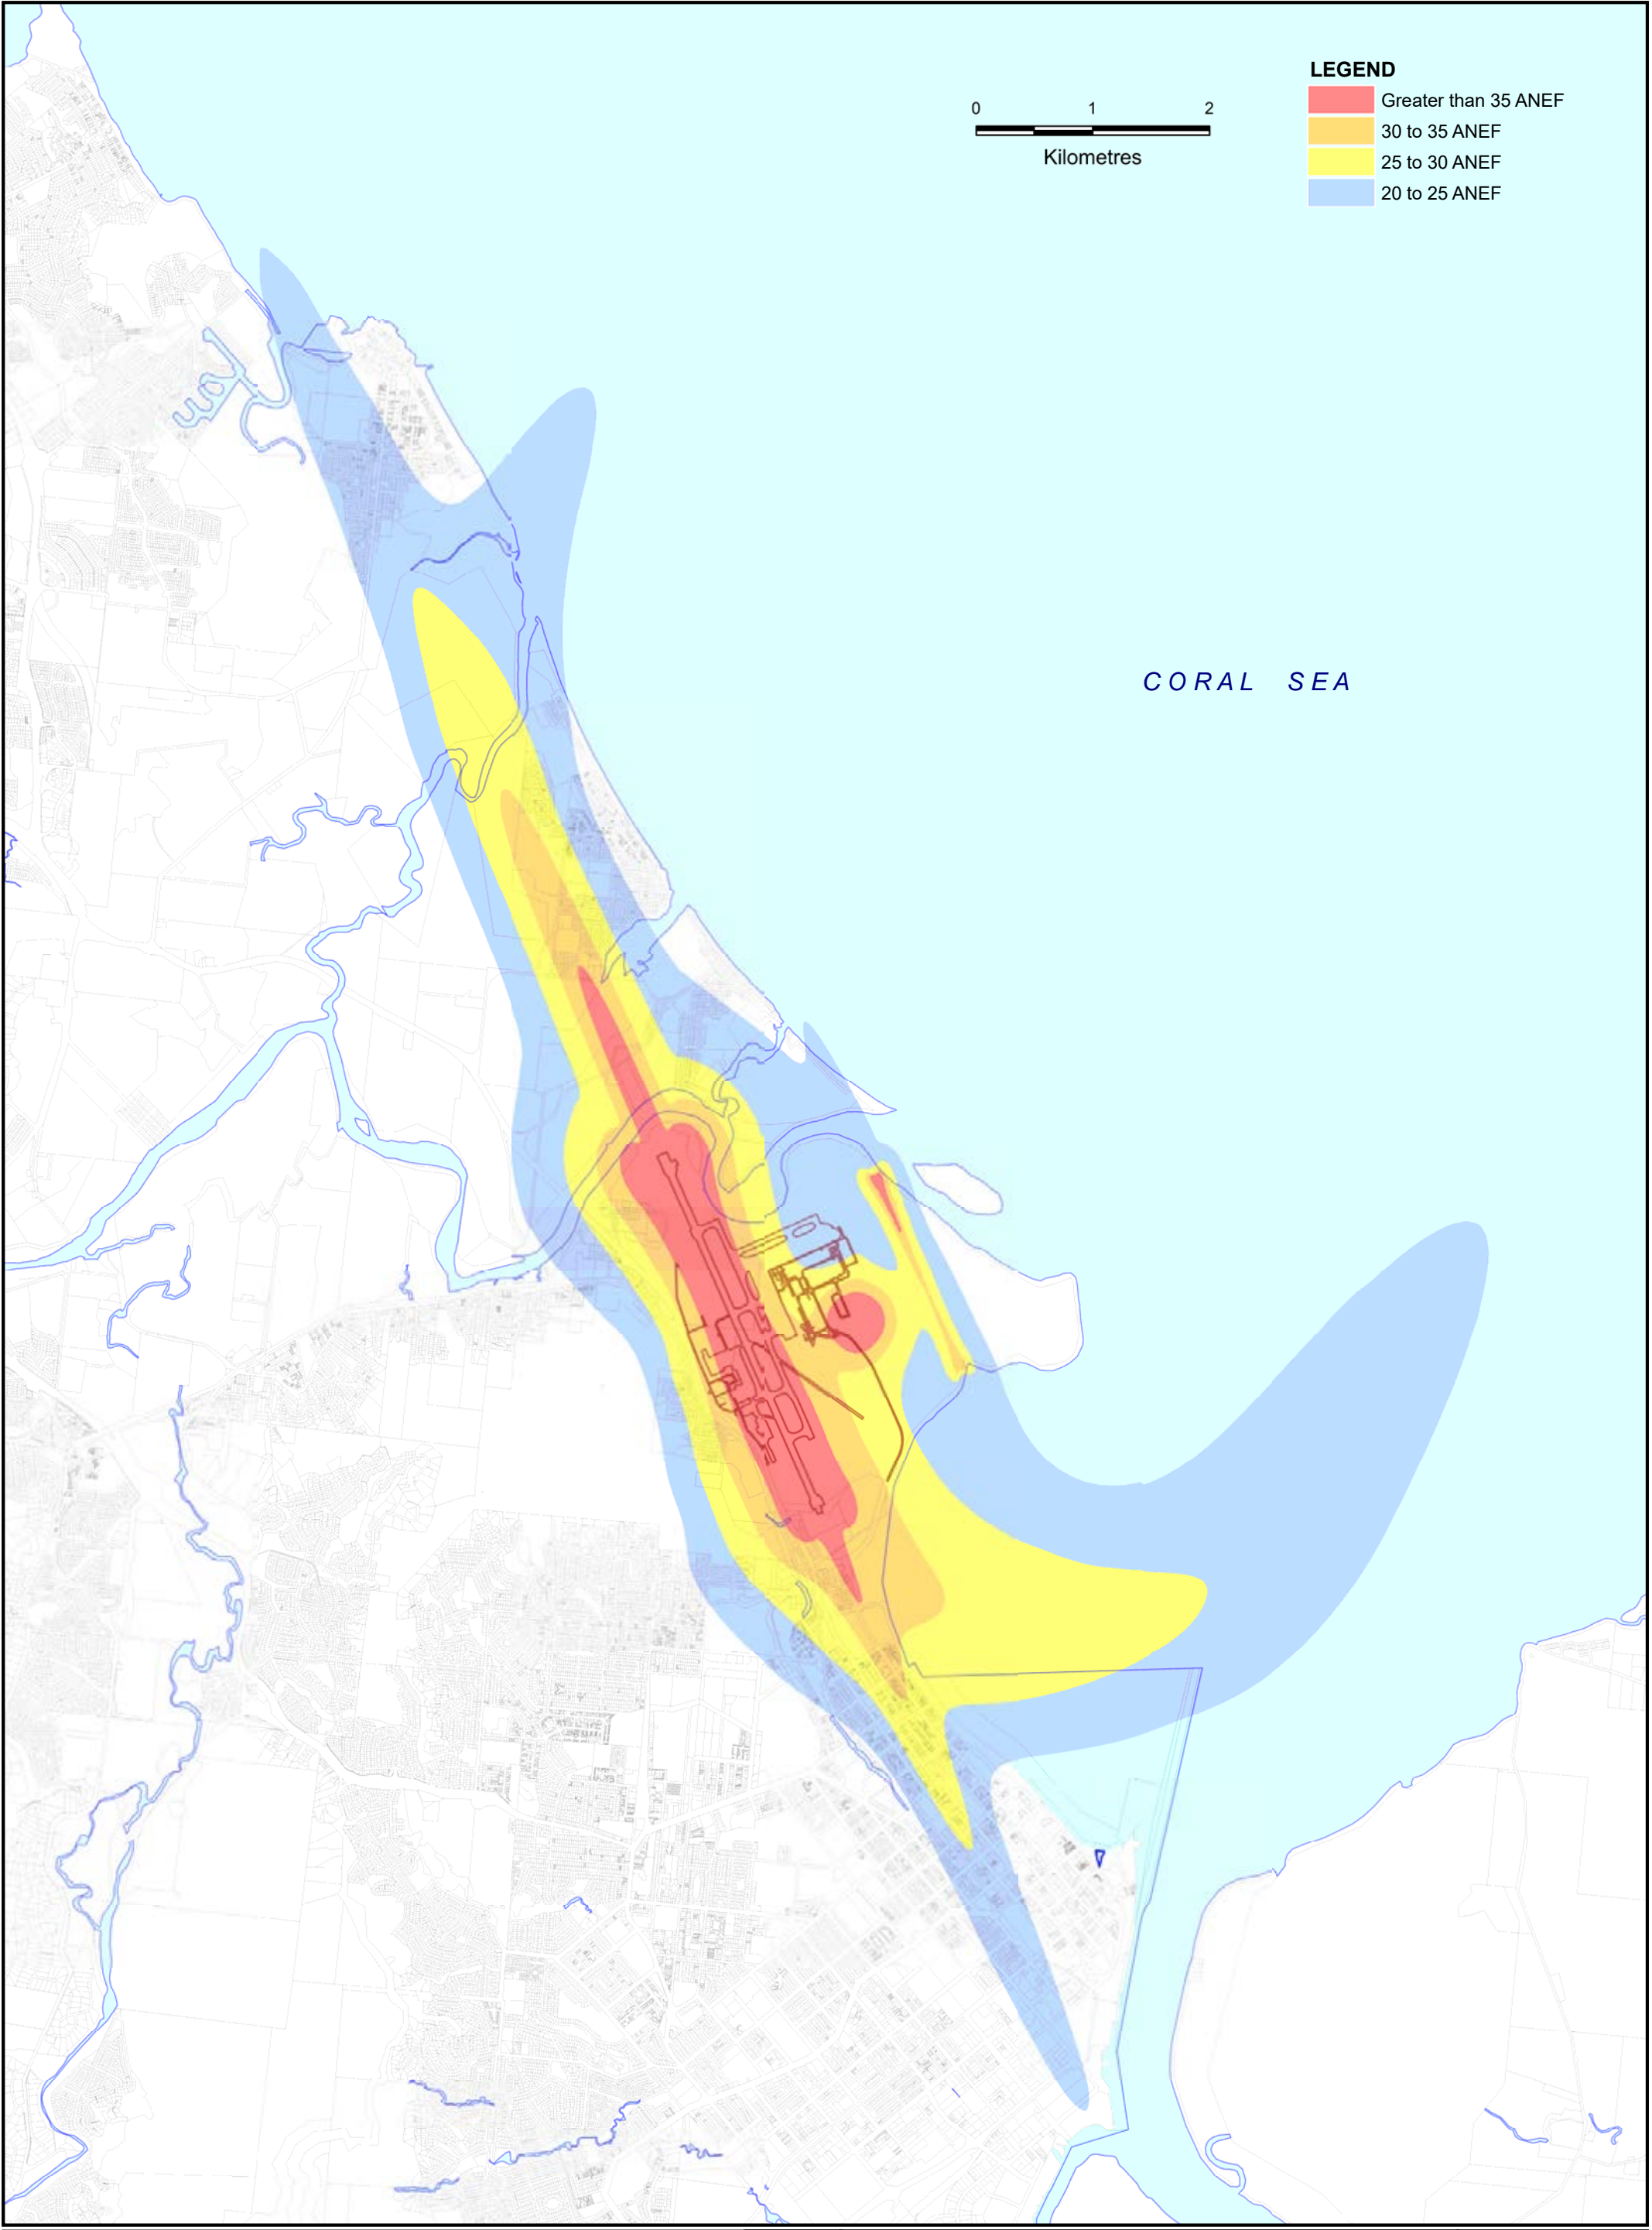 LEGEND
Greater than 35 ANEF
30 to 35 ANEF
25 to 30 ANEF
20 to 25 ANEF
0 1 2
Kilometres
CORAL SEA